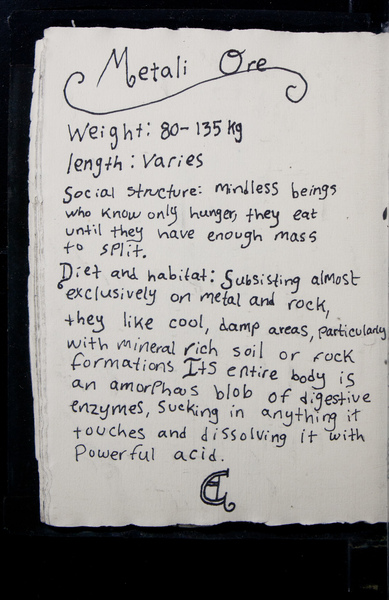 Metali Ore
Weight: 80-135 kg
length: Varies
Social structure: mindless beings
who know only hunger, they eat
until they have enough mass
to split.
Diet and habitat: Subsisting almost
exclusively on metal and rock,
they like cool, damp areas, particularly
with mineral rich soil or rock
formations Its entire body is
an amorphous blob of digestive
enzymes, sucking in anything it
touches and dissolving it with
Powerful acid.